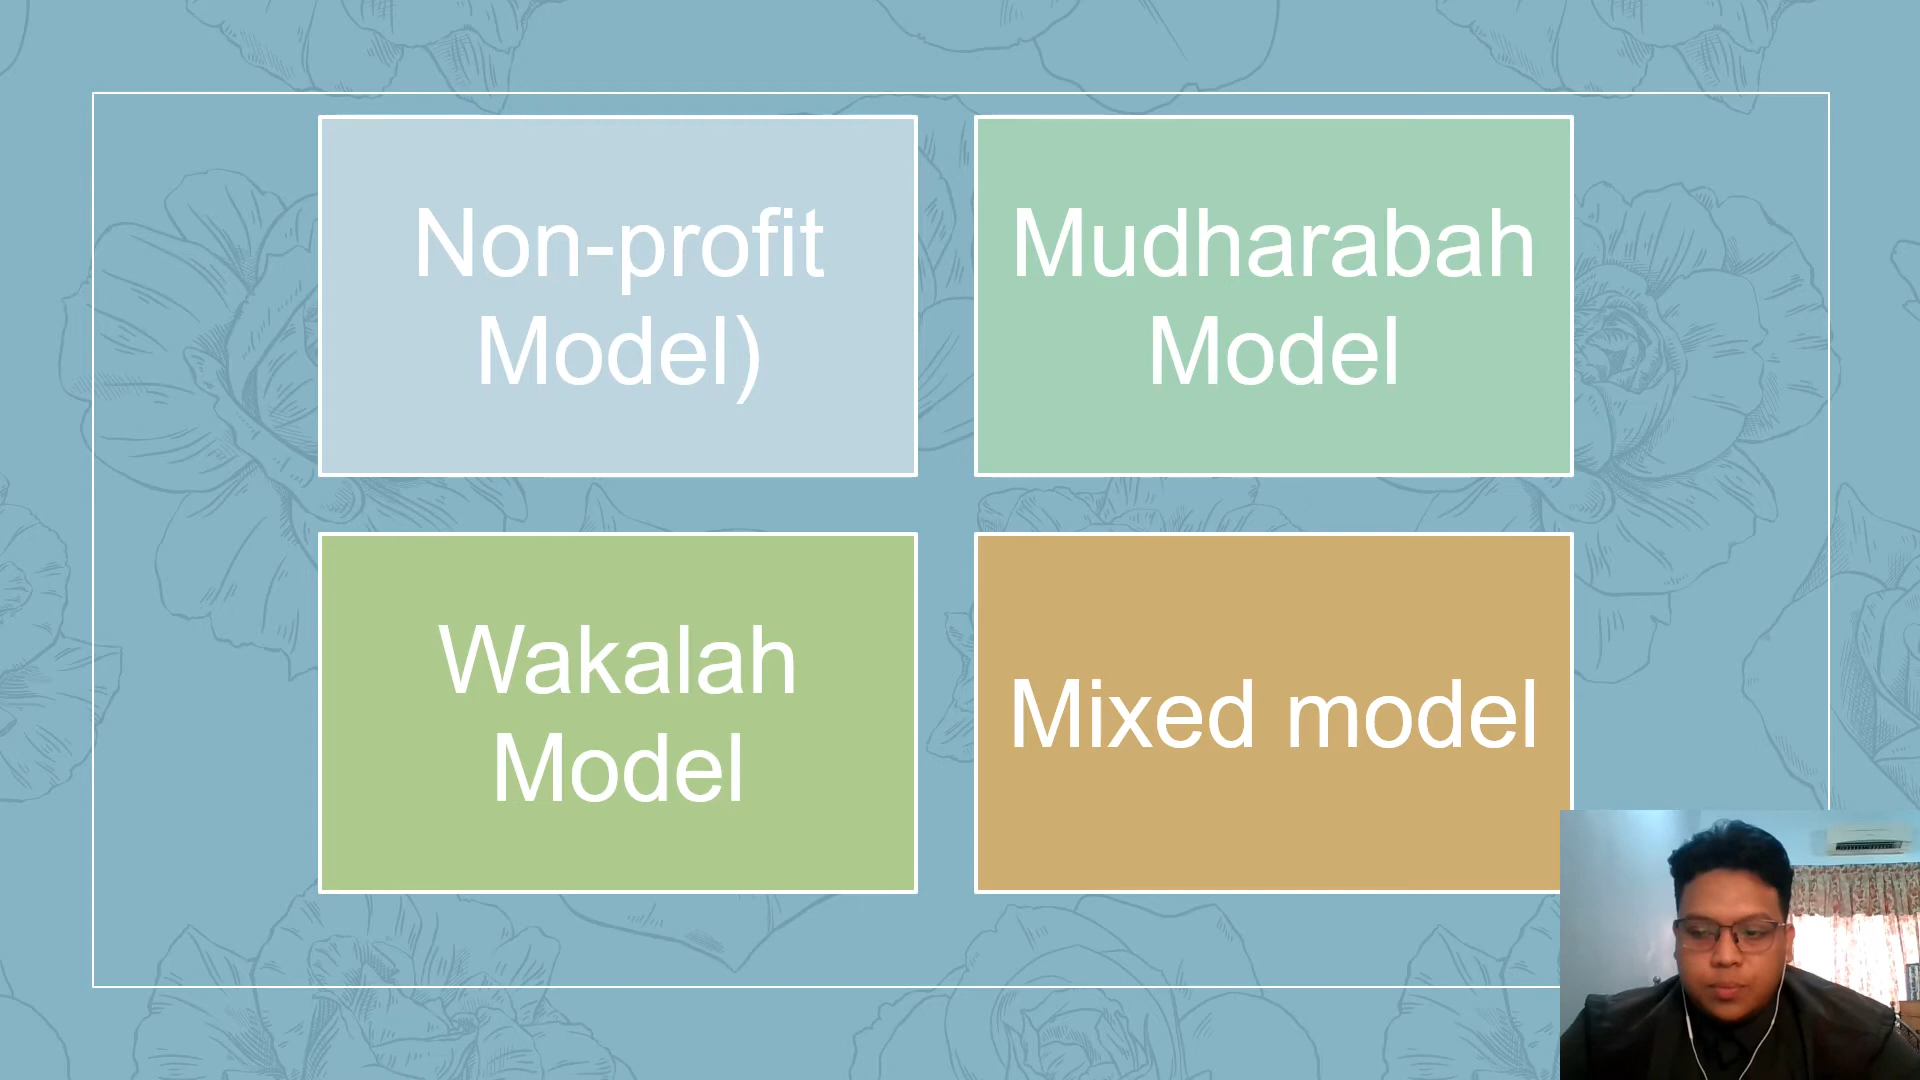 Non-profit
Model)
Mudharabah
Model
Wakalah
Model
Mixed model